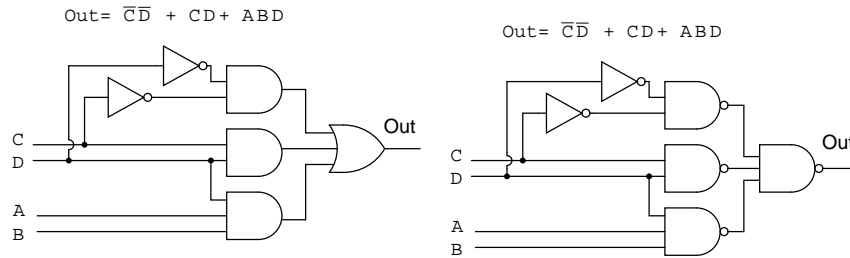 Out= C̅D̅ + CD+ ABD
Out
C
D
A
B
Out= C̅D̅ + CD+ ABD
Out
C
D
A
B